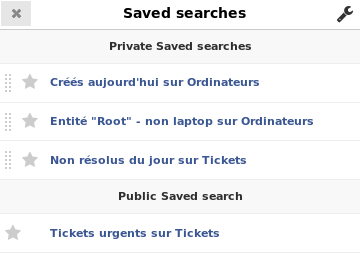 Saved searches
Private Saved searches
Créés aujourd'hui sur Ordinateurs
Entité "Root" - non laptop sur Ordinateurs
Non résolus du jour sur Tickets
Public Saved search
Tickets urgents sur Tickets